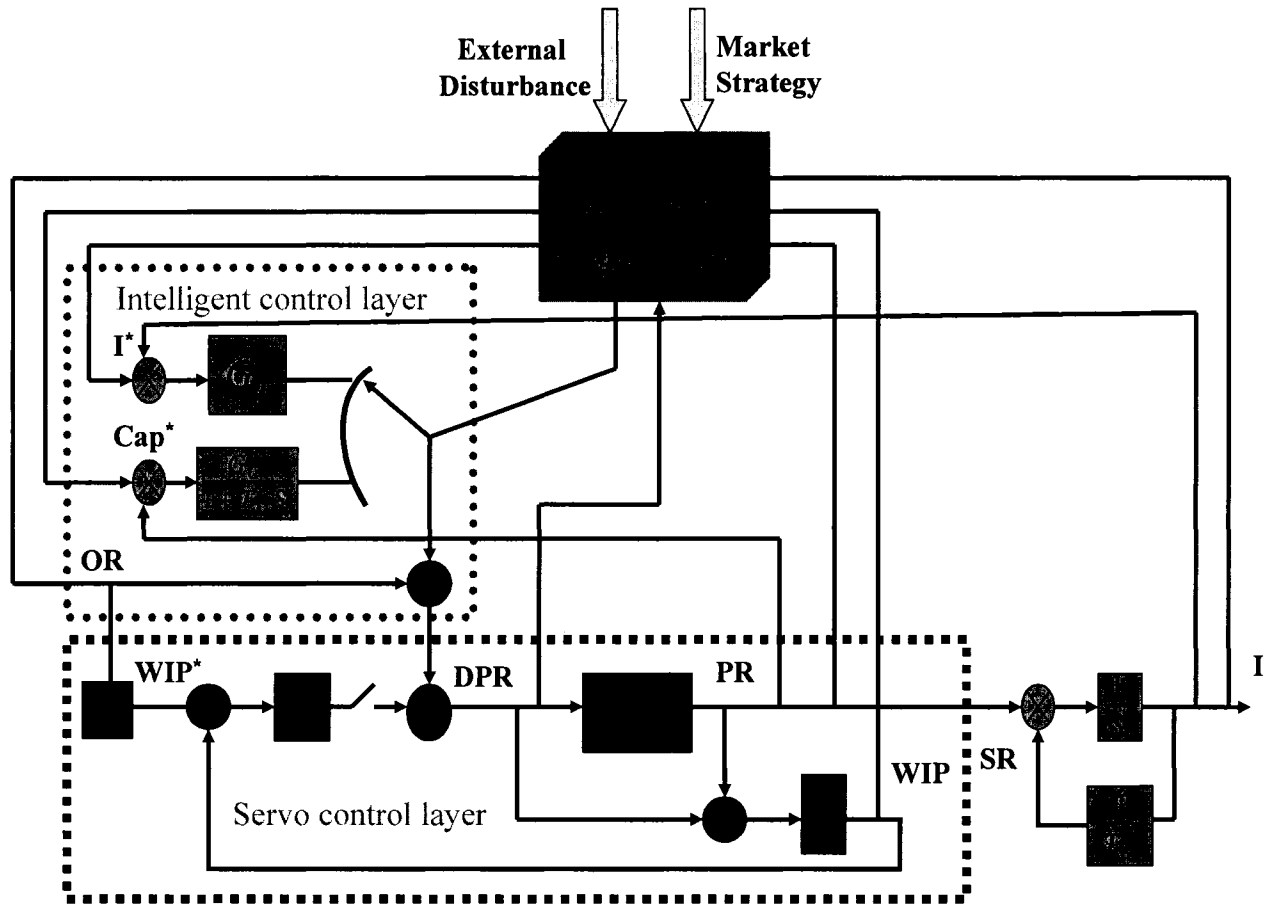 External
Disturbance
Market
Strategy
Intelligent control layer
I*
Cap*
OR
WIP*
DPR
PR
I
SR
WIP
Servo control layer